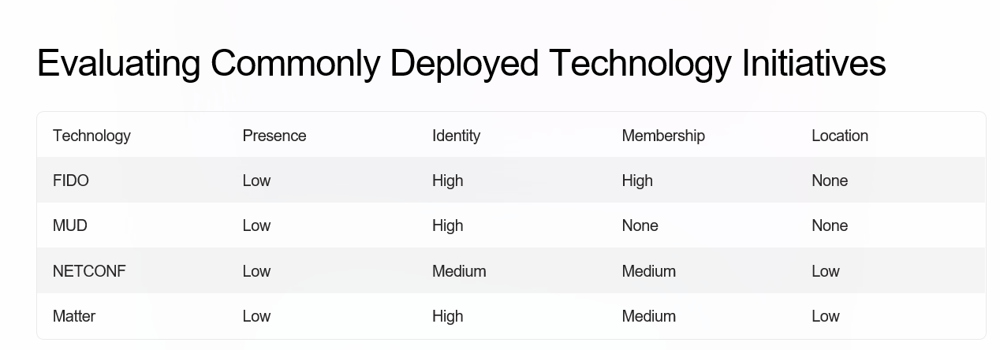 Evaluating Commonly Deployed Technology Initiatives
Technology Presence Identity Membership Location
FIDO Low High High None
MUD Low High None None
NETCONF Low Medium Medium Low
Matter Low High Medium Low